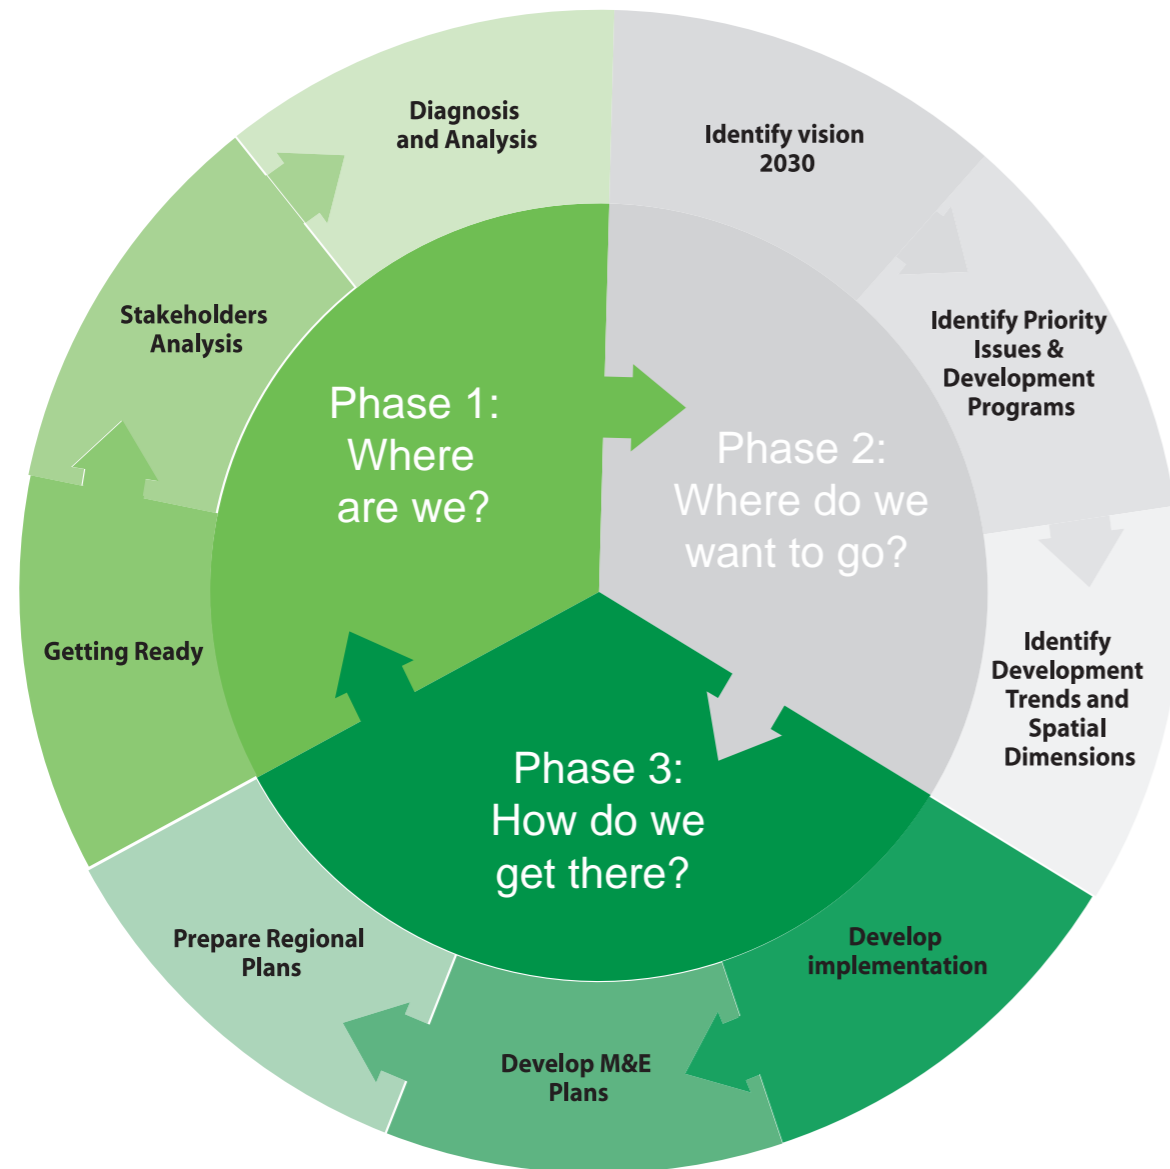 Diagnosis
and Analysis
Identify vision
2030
Stakeholders
Analysis
Identify Priority
Issues &
Development
Programs
Phase 1:
Where
are we?
Phase 2:
Where do we
want to go?
Getting Ready
Identify
Development
Trends and
Spatial
Dimensions
Phase 3:
How do we
get there?
Prepare Regional
Plans
Develop
implementation
Develop M&E
Plans